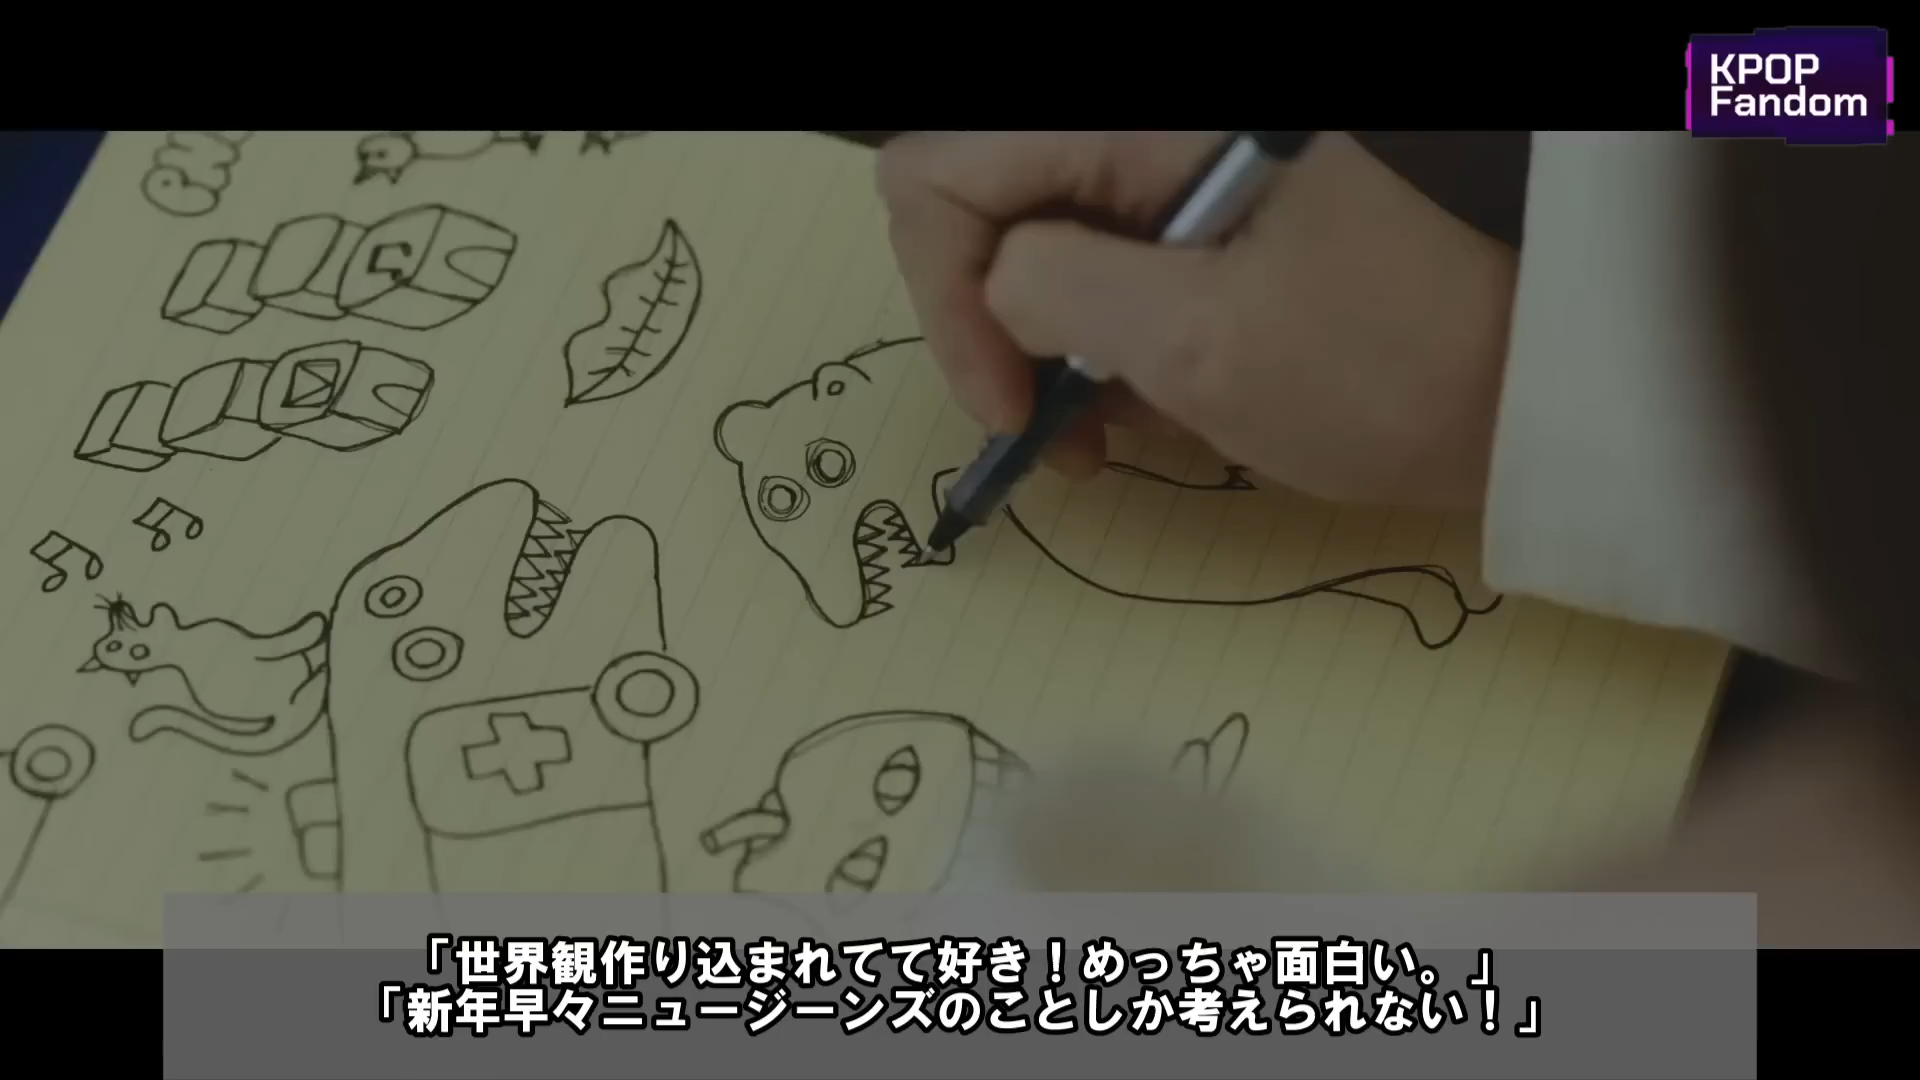 KPOP
Fandom
「世界観作り込まれてて好き！めっちゃ面白い。」
「新年早々ニュージーンズのことしか考えられない！」